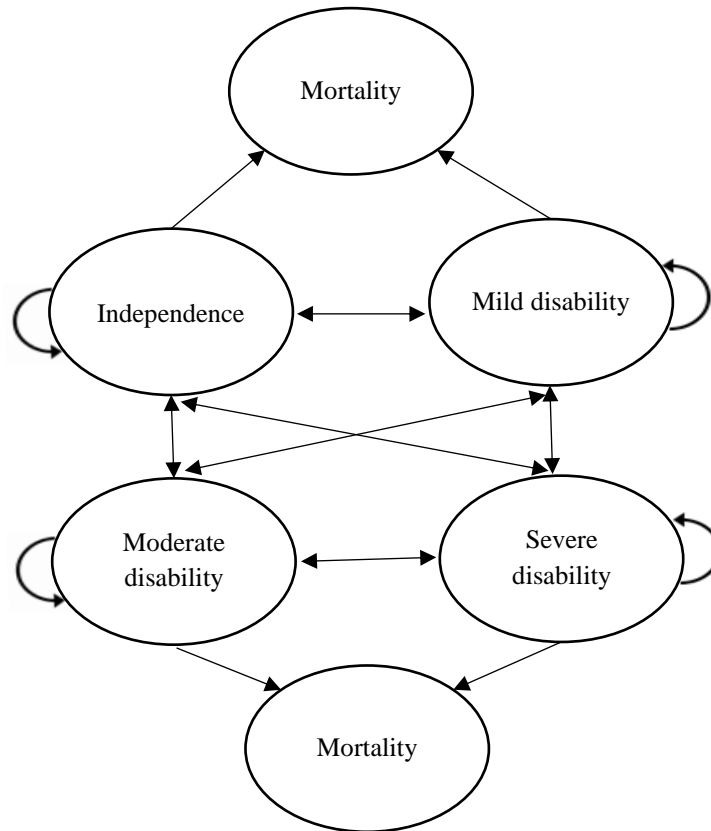 Mortality
Independence
Mild disability
Moderate
disability
Severe
disability
Mortality